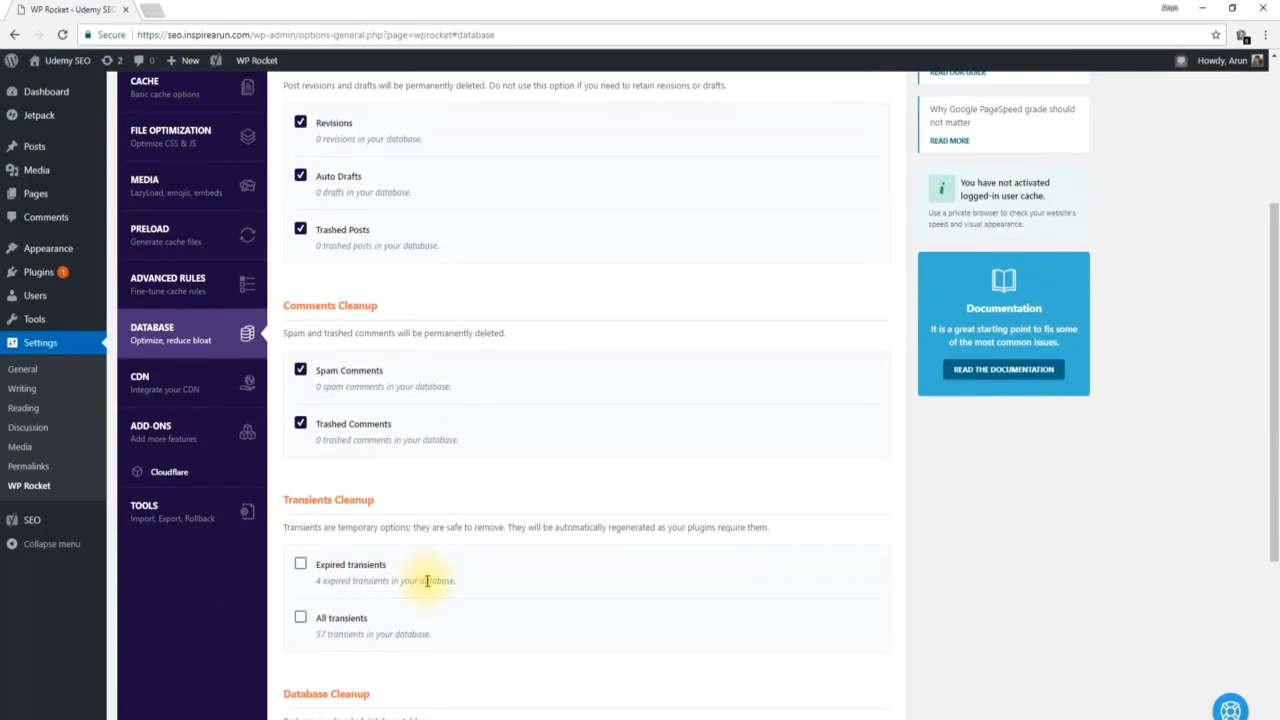 WP Rocket ‹ Udemy SEO
Arun
Secure
https://seo.inspirearun.com/wp-admin/options-general.php?page=wprocket#database
Udemy SEO
2
0
New
WP Rocket
Howdy, Arun
Dashboard
Jetpack
Posts
Media
Pages
Comments
Appearance
Plugins 1
Users
Tools
Settings
General
Writing
Reading
Discussion
Media
Permalinks
WP Rocket
SEO
Collapse menu
CACHE
Basic cache options
FILE OPTIMIZATION
Optimize CSS & JS
MEDIA
LazyLoad, emojis, embeds
PRELOAD
Generate cache files
ADVANCED RULES
Fine-tune cache rules
DATABASE
Optimize, reduce bloat
CDN
Integrate your CDN
ADD-ONS
Add more features
Cloudflare
TOOLS
Import, Export, Rollback
Post revisions and drafts will be permanently deleted. Do not use this option if you need to retain revisions or drafts.
Revisions
0 revisions in your database.
Auto Drafts
0 drafts in your database.
Trashed Posts
0 trashed posts in your database.
Comments Cleanup
Spam and trashed comments will be permanently deleted.
Spam Comments
0 spam comments in your database.
Trashed Comments
0 trashed comments in your database.
Transients Cleanup
Transients are temporary options; they are safe to remove. They will be automatically regenerated as your plugins require them.
Expired transients
4 expired transients in your database.
All transients
57 transients in your database.
Database Cleanup
READ OUR GUIDE
Why Google PageSpeed grade should
not matter
READ MORE
You have not activated
logged-in user cache.
Use a private browser to check your website's
speed and visual appearance.
Documentation
It is a great starting point to fix some
of the most common issues.
READ THE DOCUMENTATION